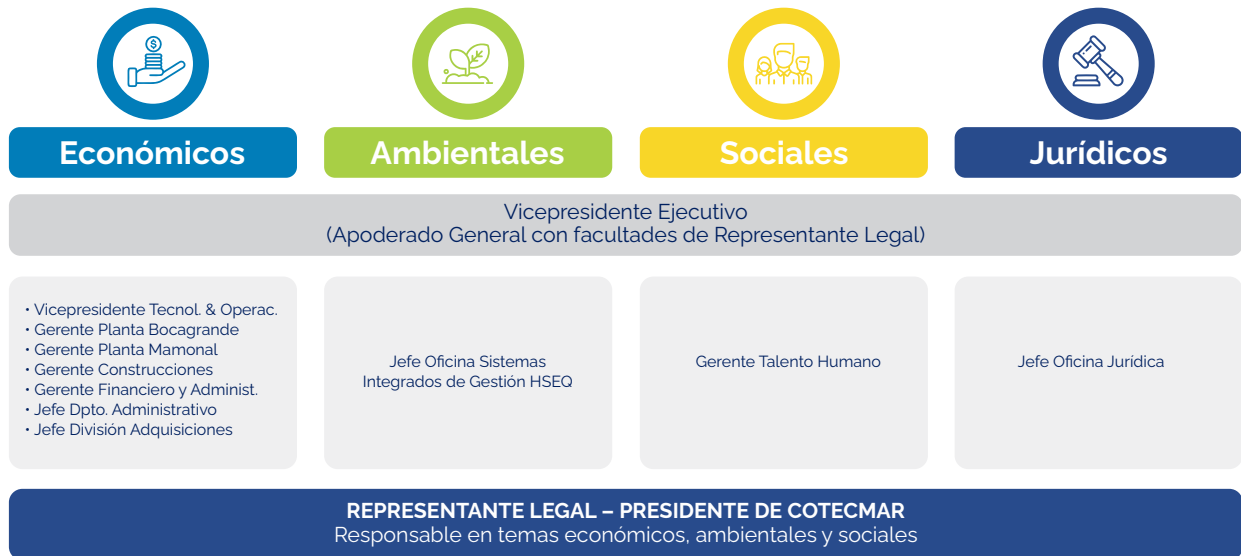 Económicos
Ambientales
Sociales
Jurídicos
Vicepresidente Ejecutivo
(Apoderado General con facultades de Representante Legal)
• Vicepresidente Tecnol. & Operac.
• Gerente Planta Bocagrande
• Gerente Planta Mamonal
• Gerente Construcciones
• Gerente Financiero y Administ.
• Jefe Dpto. Administrativo
• Jefe División Adquisiciones
Jefe Oficina Sistemas
Integrados de Gestión HSEQ
Gerente Talento Humano
Jefe Oficina Jurídica
REPRESENTANTE LEGAL – PRESIDENTE DE COTECMAR
Responsable en temas económicos, ambientales y sociales